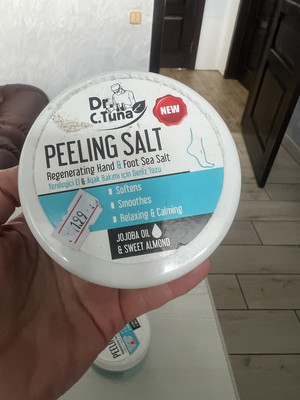 Dr.
C.Tuna
NEW
PEELING SALT
Regenerating Hand & Foot Sea Salt
Yenileyici El & Ayak Bakımı için Deniz Tuzu
Softens
Smoothes
Relaxing & Calming
199
JOJOBA OIL
& SWEET ALMOND
PEELIN